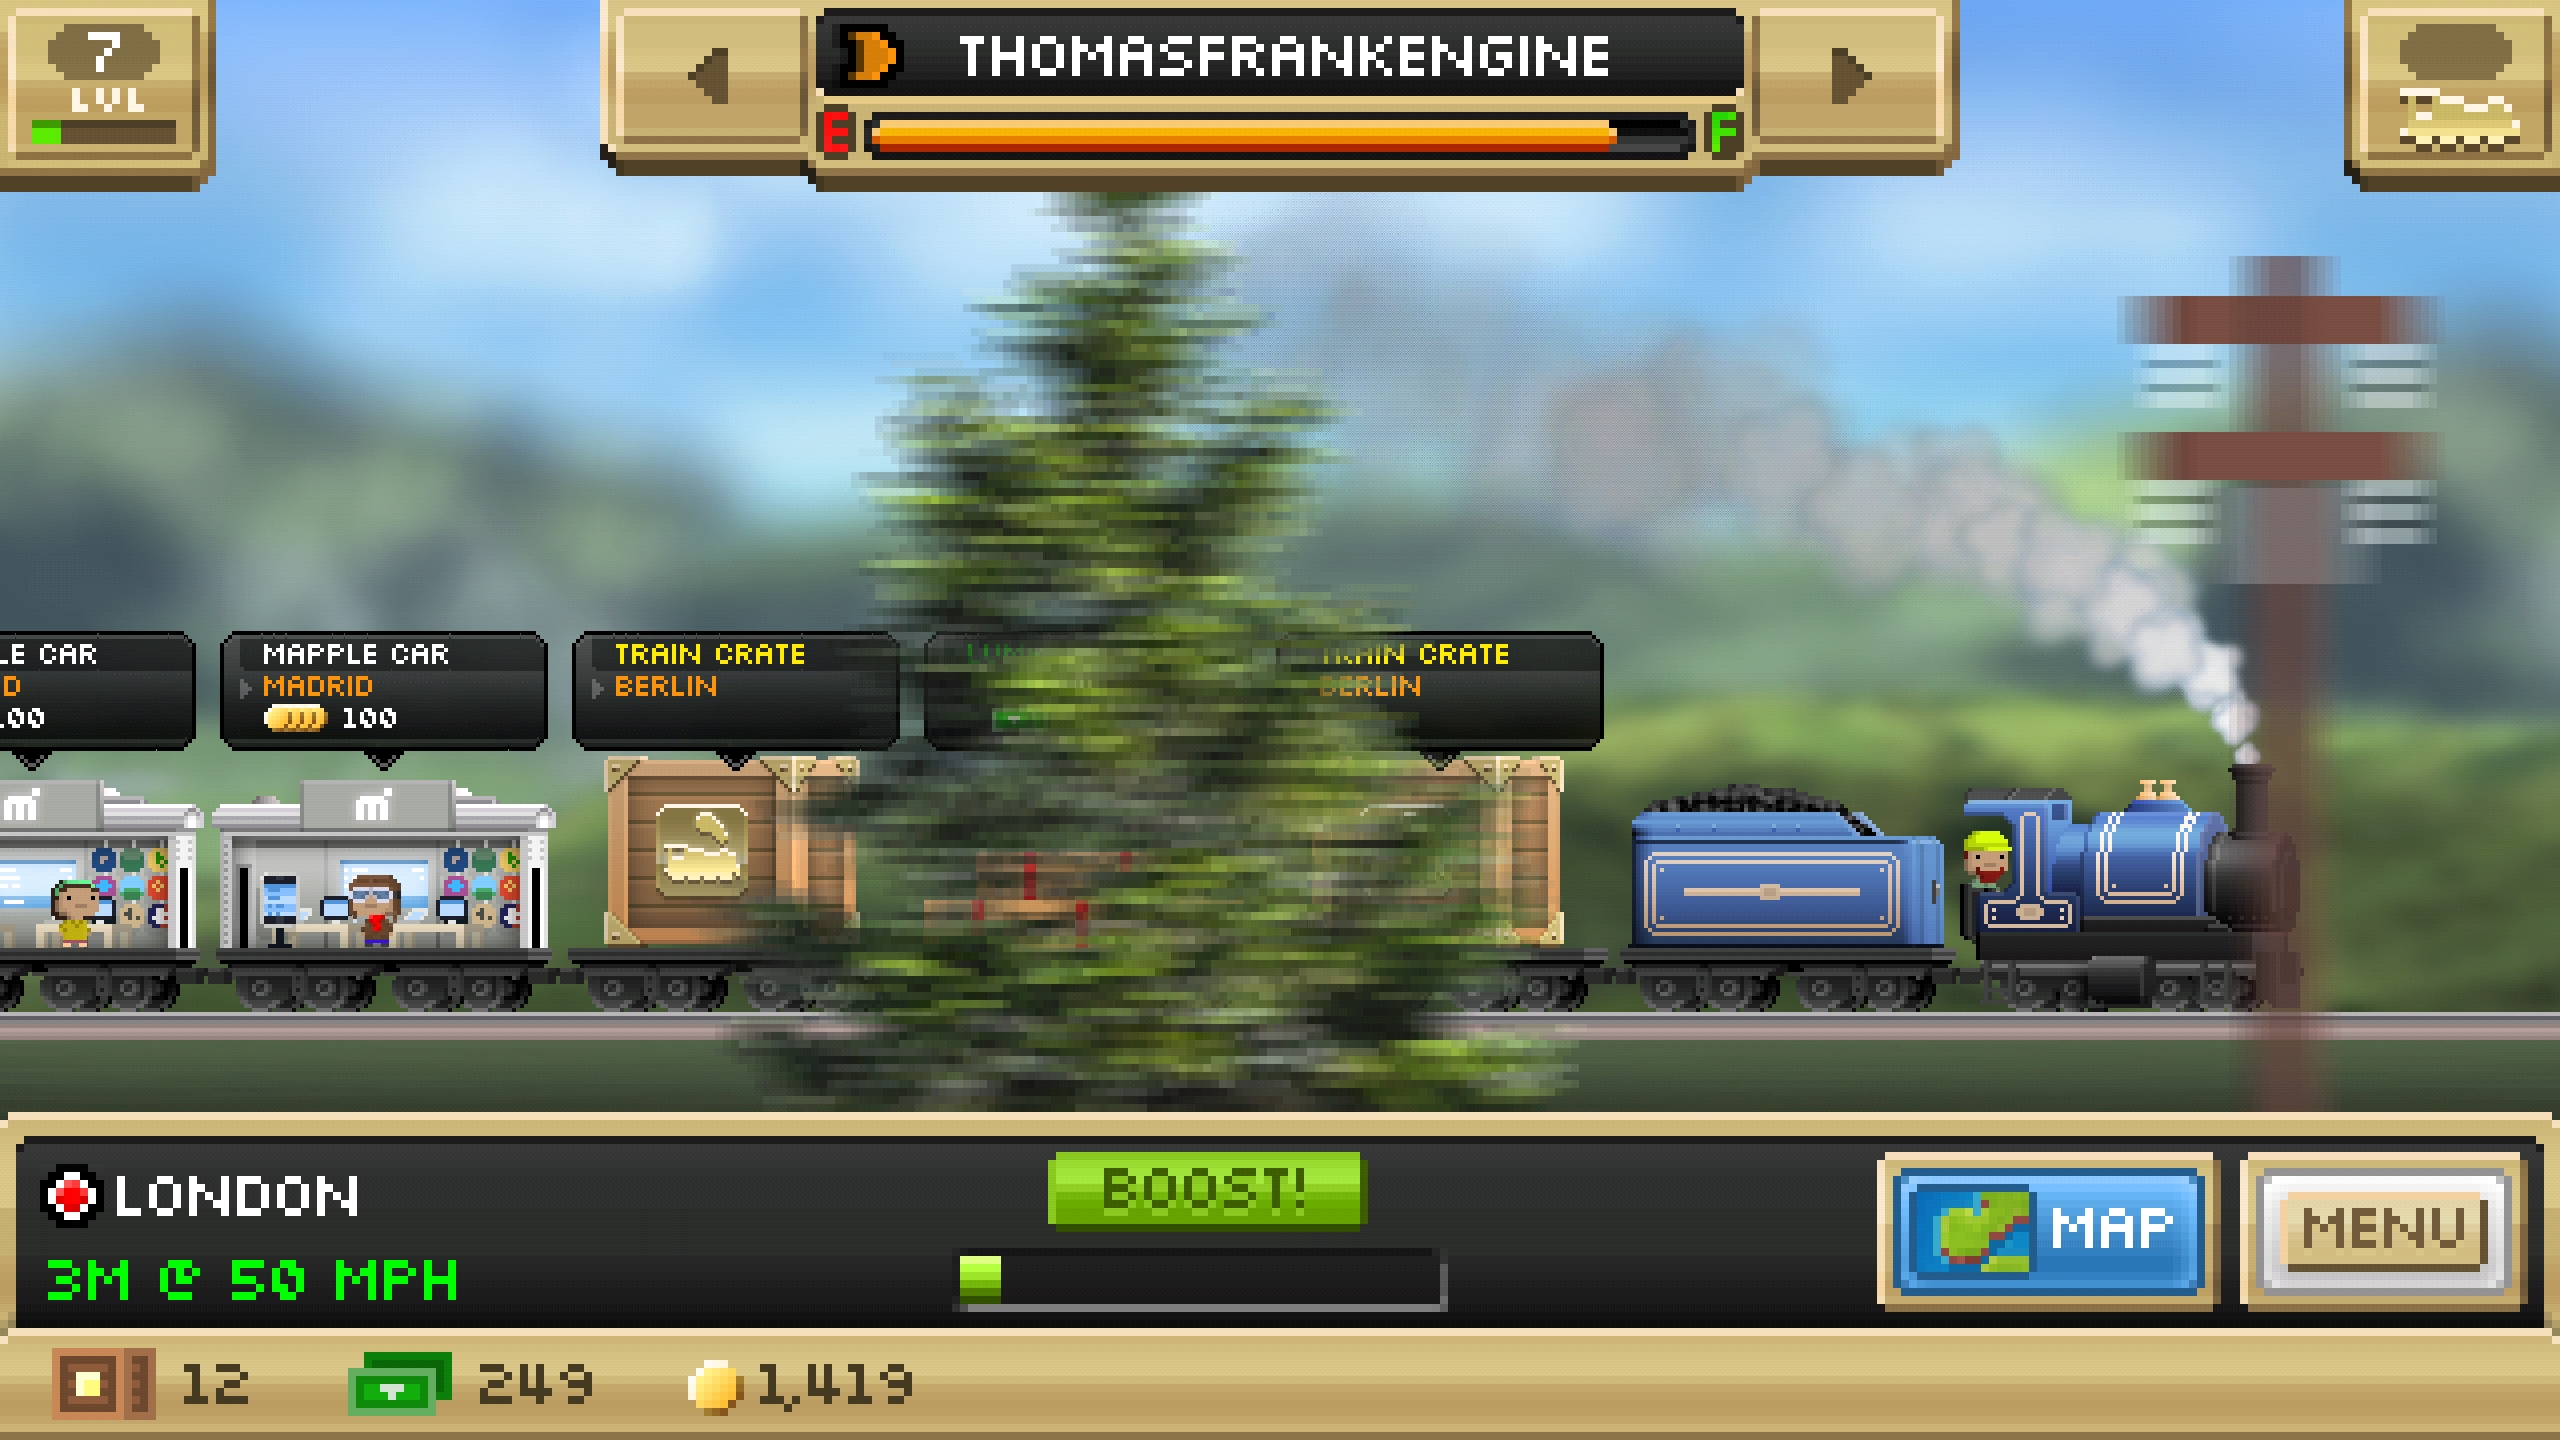 7
LVL
THOMASFRANKENGINE
E
F
LE CAR
D
.00
MAPPLE CAR
MADRID
100
m
m
TRAIN CRATE
BERLIN
TRAIN CRATE
BERLIN
LONDON
3M @ 50 MPH
BOOST!
MAP
MENU
12
249
1,419